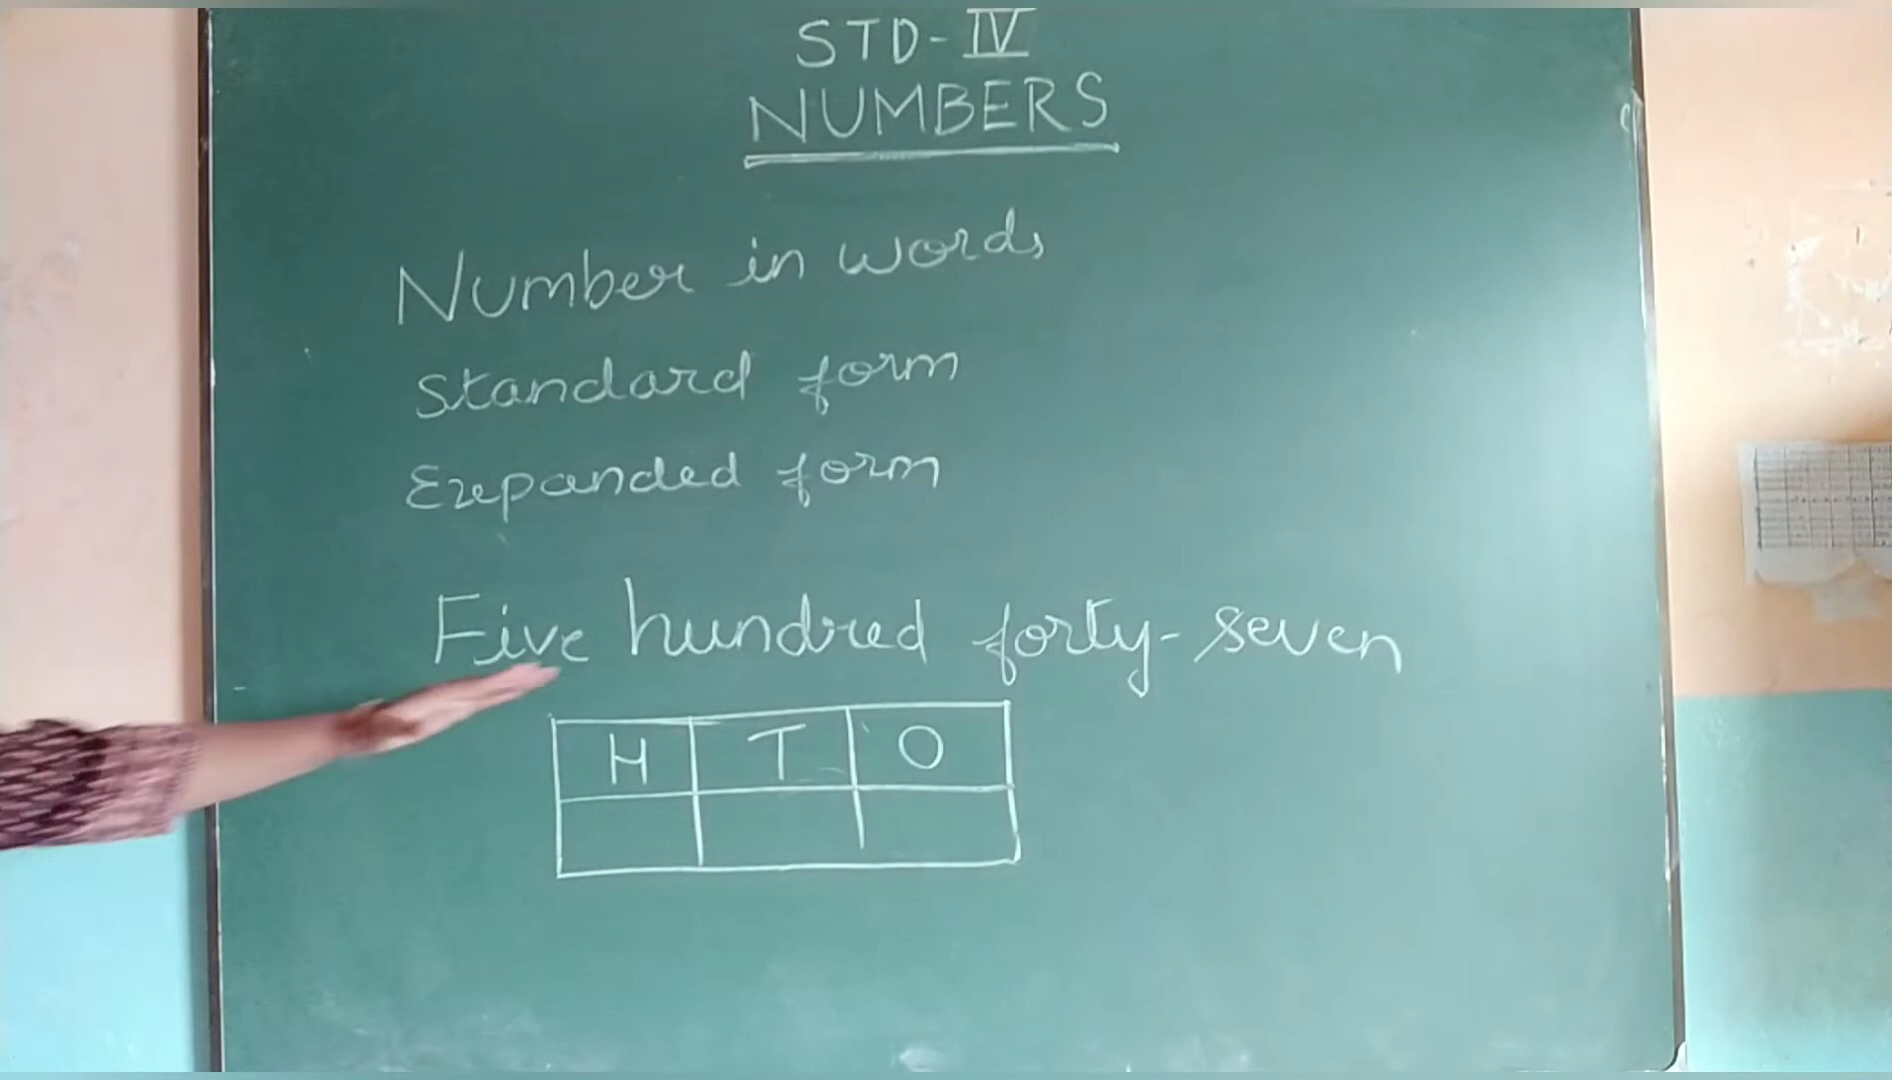 STD-IV
NUMBERS
Number in words
Standard form
Expanded form
Five hundred forty-seven
H T O